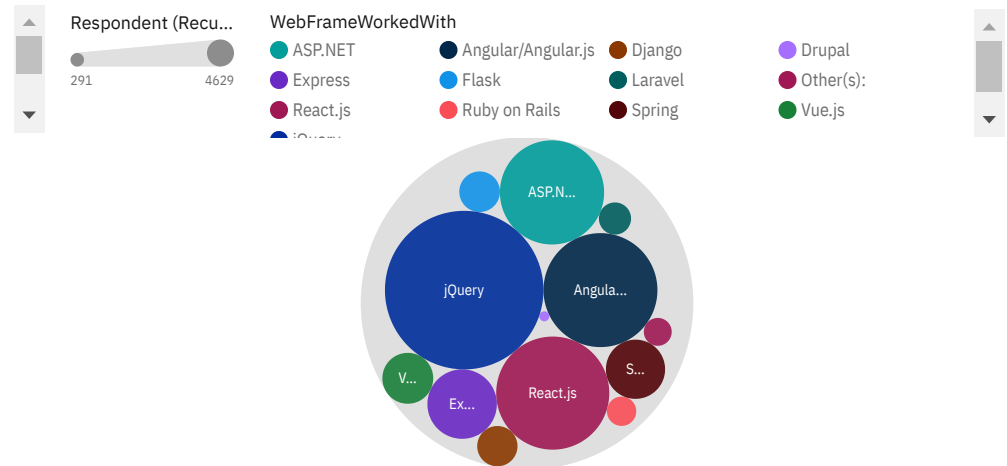 Respondent (Recu...
291 4629
WebFrameWorkedWith
ASP.NET Angular/Angular.js Django Drupal
Express Flask Laravel Other(s):
React.js Ruby on Rails Spring Vue.js
jQuery
ASP.N...
jQuery
Angula...
S...
V...
React.js
Ex...